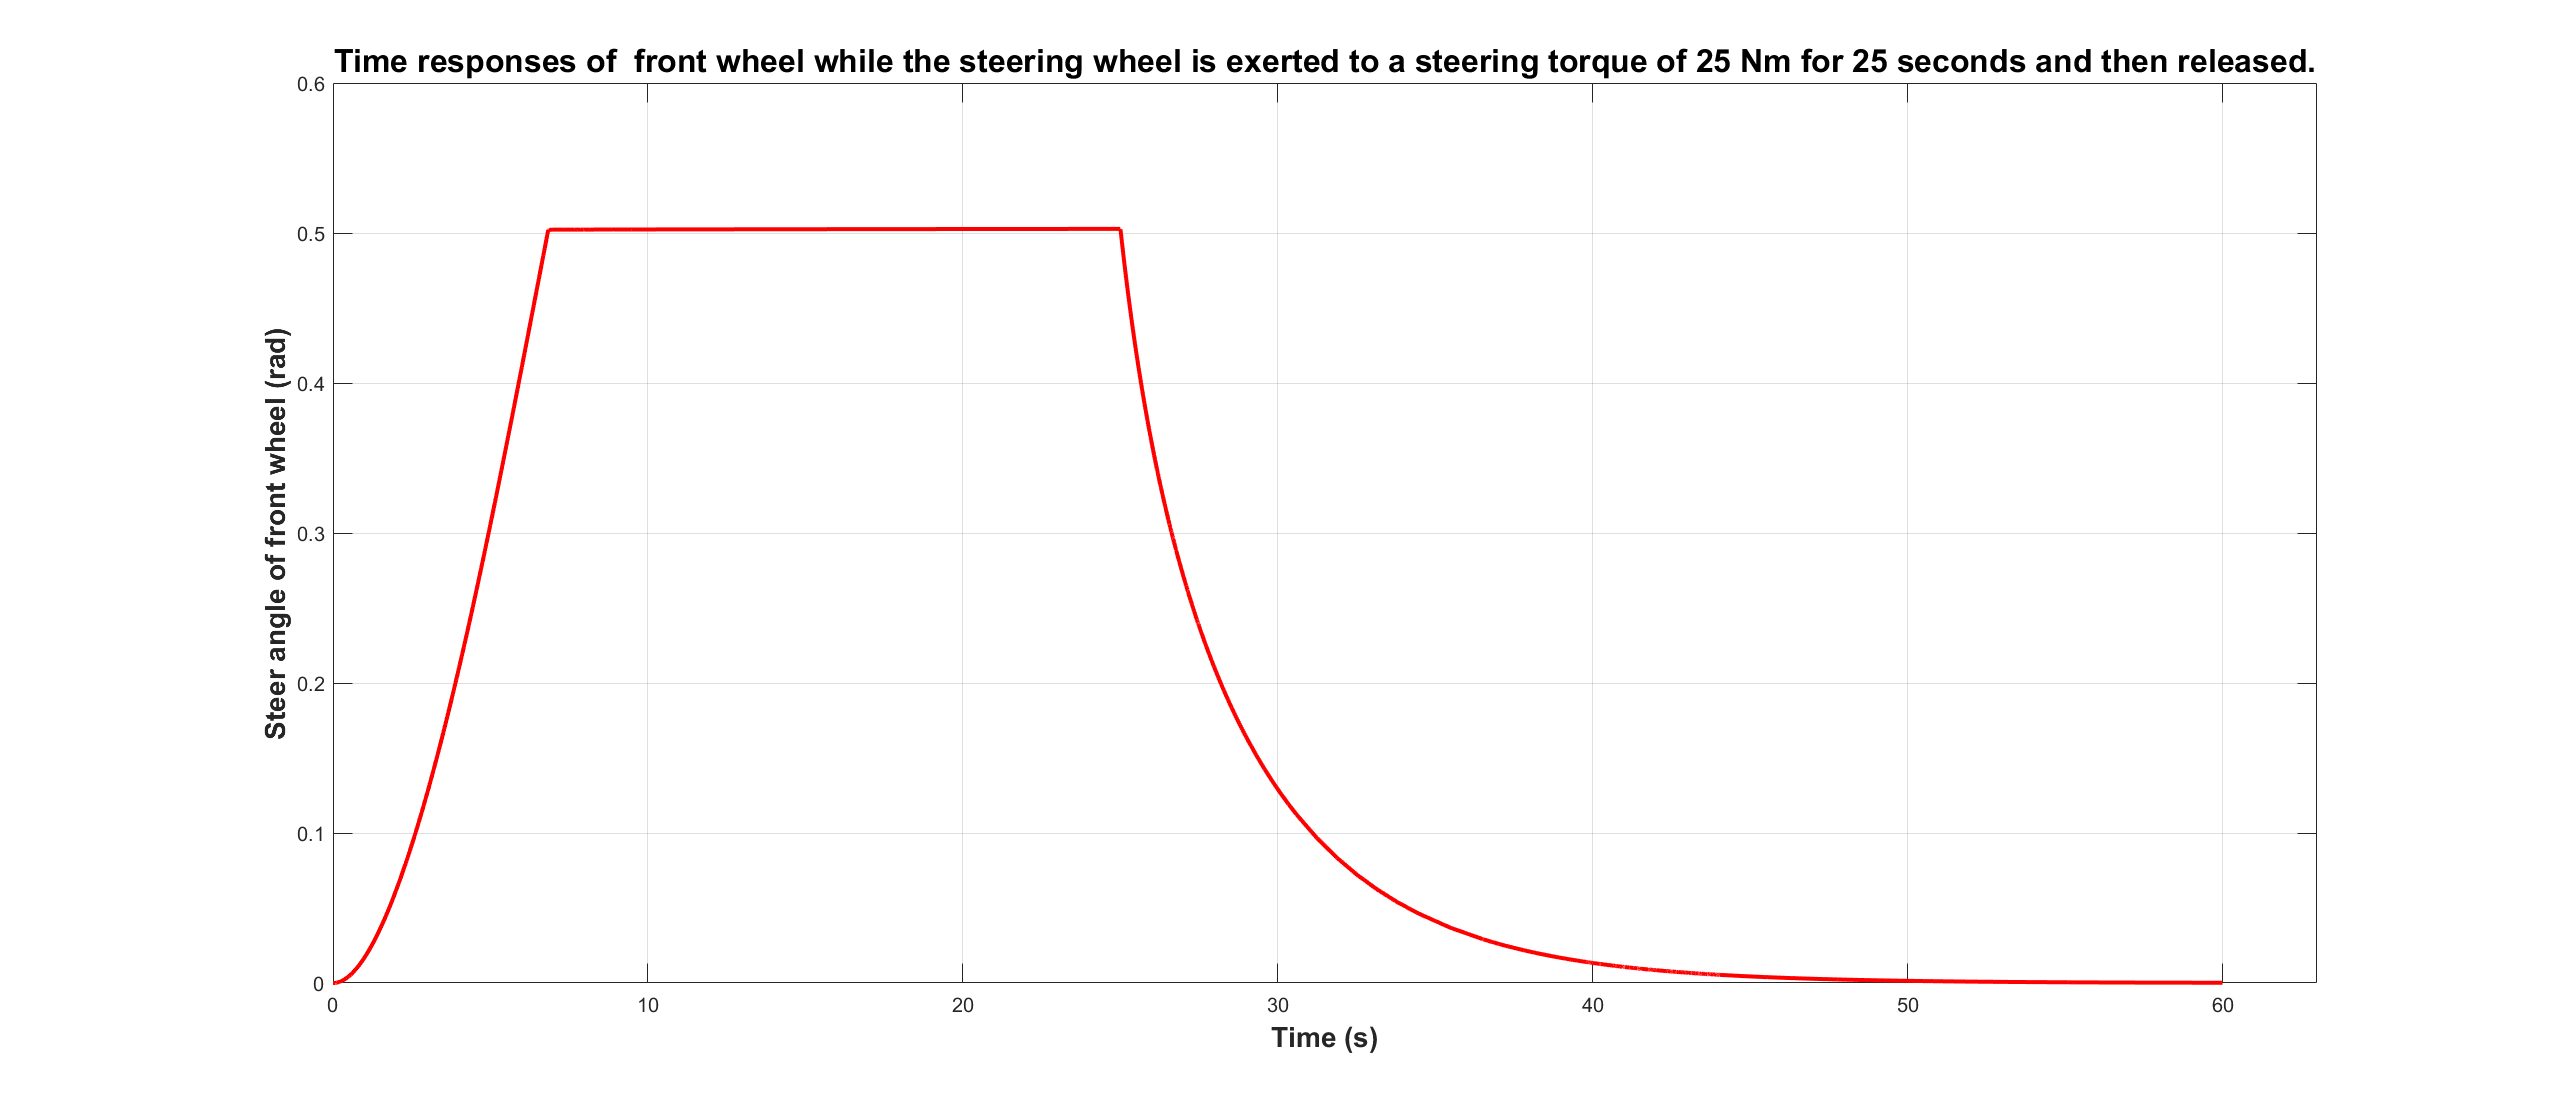 Time responses of  front wheel while the steering wheel is exerted to a steering torque of 25 Nm for 25 seconds and then released.
Steer angle of front wheel (rad)
0.6
0.5
0.4
0.3
0.2
0.1
0
0 10 20 30 40 50 60
Time (s)